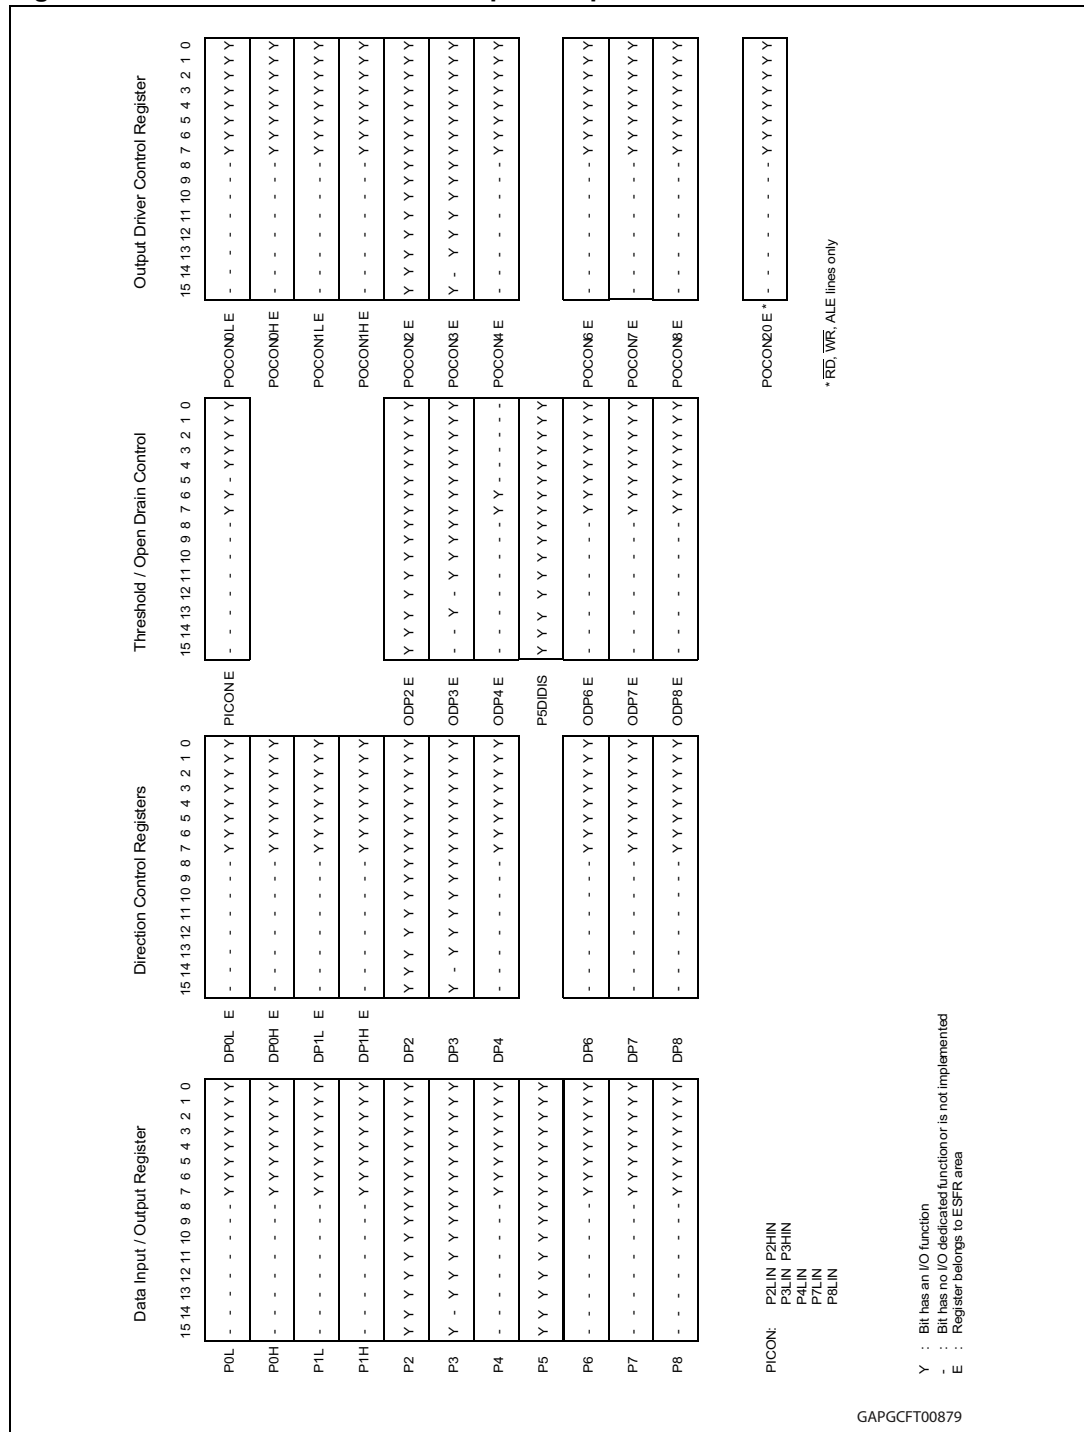 Data Input / Output Register
15 14 13 12 11 10 9 8 7 6 5 4 3 2 1 0
P0L - - - - - - - - Y Y Y Y Y Y Y Y
P0H - - - - - - - - Y Y Y Y Y Y Y Y
P1L - - - - - - - - Y Y Y Y Y Y Y Y
P1H - - - - - - - - Y Y Y Y Y Y Y Y
P2 Y Y Y Y Y Y Y Y Y Y Y Y Y Y Y Y
P3 Y - Y Y Y Y Y Y Y Y Y Y Y Y Y Y
P4 - - - - - - - - Y Y Y Y Y Y Y Y
P5 Y Y Y Y Y Y Y Y Y Y Y Y Y Y Y Y
P6 - - - - - - - - Y Y Y Y Y Y Y Y
P7 - - - - - - - - Y Y Y Y Y Y Y Y
P8 - - - - - - - - Y Y Y Y Y Y Y Y
Direction Control Registers
15 14 13 12 11 10 9 8 7 6 5 4 3 2 1 0
DP0L E - - - - - - - - Y Y Y Y Y Y Y Y
DP0H E - - - - - - - - Y Y Y Y Y Y Y Y
DP1L E - - - - - - - - Y Y Y Y Y Y Y Y
DP1H E - - - - - - - - Y Y Y Y Y Y Y Y
DP2 Y Y Y Y Y Y Y Y Y Y Y Y Y Y Y Y
DP3 Y - Y Y Y Y Y Y Y Y Y Y Y Y Y Y
DP4 - - - - - - - - Y Y Y Y Y Y Y Y
DP6 - - - - - - - - Y Y Y Y Y Y Y Y
DP7 - - - - - - - - Y Y Y Y Y Y Y Y
DP8 - - - - - - - - Y Y Y Y Y Y Y Y
Threshold / Open Drain Control
15 14 13 12 11 10 9 8 7 6 5 4 3 2 1 0
PICON E - - - - - - - - Y Y - Y Y Y Y Y
ODP2 E Y Y Y Y Y Y Y Y Y Y Y Y Y Y Y Y
ODP3 E - - Y - Y Y Y Y Y Y Y Y Y Y Y Y
ODP4 E - - - - - - - - Y Y - - - - - -
P5DIDIS Y Y Y Y Y Y Y Y Y Y Y Y Y Y Y Y
ODP6 E - - - - - - - - Y Y Y Y Y Y Y Y
ODP7 E - - - - - - - - Y Y Y Y Y Y Y Y
ODP8 E - - - - - - - - Y Y Y Y Y Y Y Y
Output Driver Control Register
15 14 13 12 11 10 9 8 7 6 5 4 3 2 1 0
POCON0L E - - - - - - - - Y Y Y Y Y Y Y Y
POCON0H E - - - - - - - - Y Y Y Y Y Y Y Y
POCON1L E - - - - - - - - Y Y Y Y Y Y Y Y
POCON1H E - - - - - - - - Y Y Y Y Y Y Y Y
POCON2 E Y Y Y Y Y Y Y Y Y Y Y Y Y Y Y Y
POCON3 E Y - Y Y Y Y Y Y Y Y Y Y Y Y Y Y
POCON4 E - - - - - - - - Y Y Y Y Y Y Y Y
POCON6 E - - - - - - - - Y Y Y Y Y Y Y Y
POCON7 E - - - - - - - - Y Y Y Y Y Y Y Y
POCON8 E - - - - - - - - Y Y Y Y Y Y Y Y
POCON20 E * - - - - - - - - Y Y Y Y Y Y Y Y
* RD, WR, ALE lines only
PICON: P2LIN P2HIN
P3LIN P3HIN
P4LIN
P7LIN
P8LIN
Y : Bit has an I/O function
- : Bit has no I/O dedicated function or is not implemented
E : Register belongs to ESFR area
GAPGCFT00879